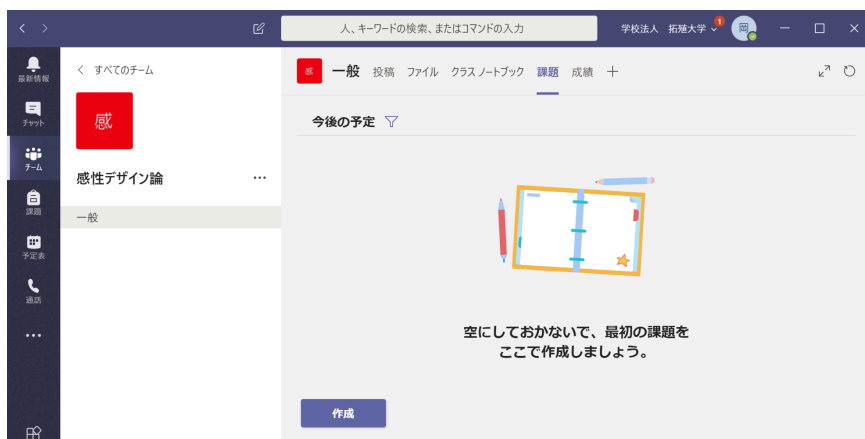 人、キーワードの検索、またはコマンドの入力
学校法人 拓殖大学
1
岡
最新情報
チャット
チーム
課題
予定表
通話
すべてのチーム
感
感性デザイン論
一般
感
一般 投稿 ファイル クラス ノートブック 課題 成績
今後の予定
空にしておかないで、最初の課題を
ここで作成しましょう。
作成